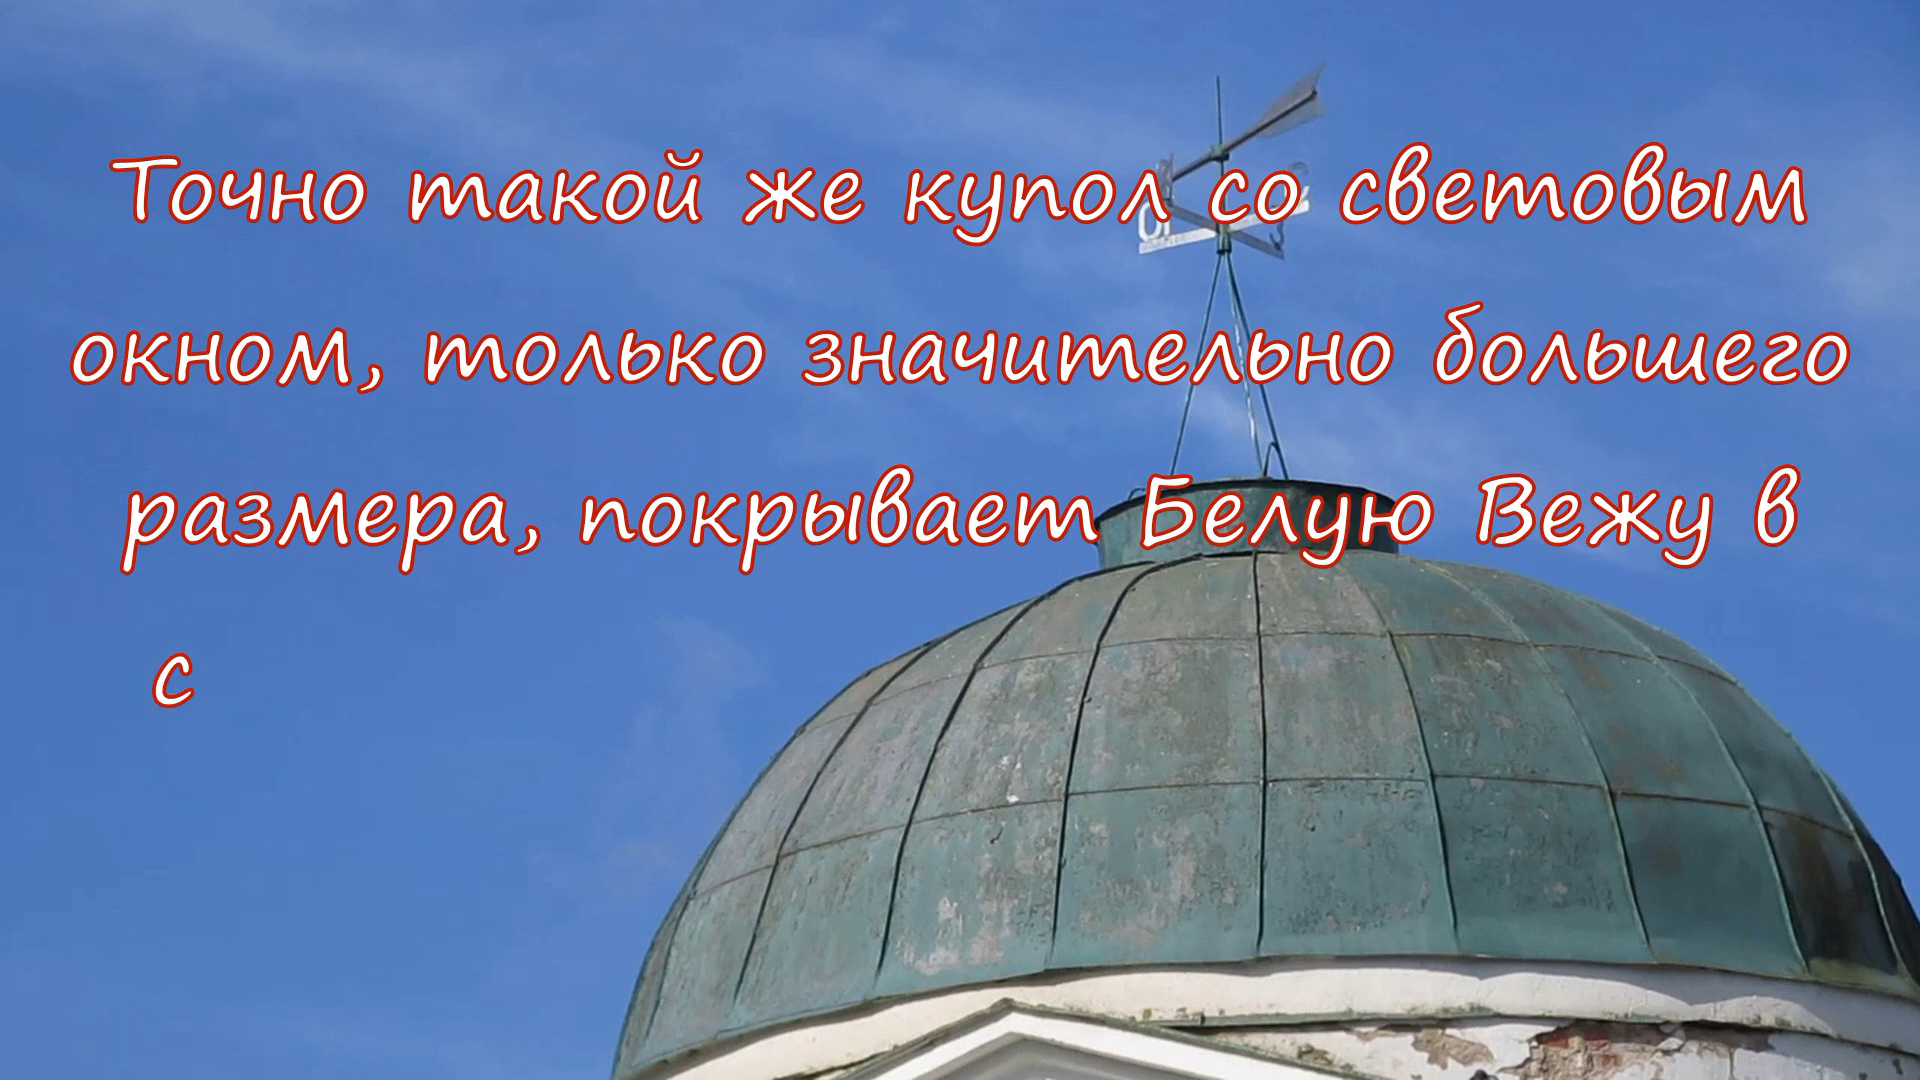 Точно такой же купол со световым
окном, только значительно большего
размера, покрывает Белую Вежу в
с